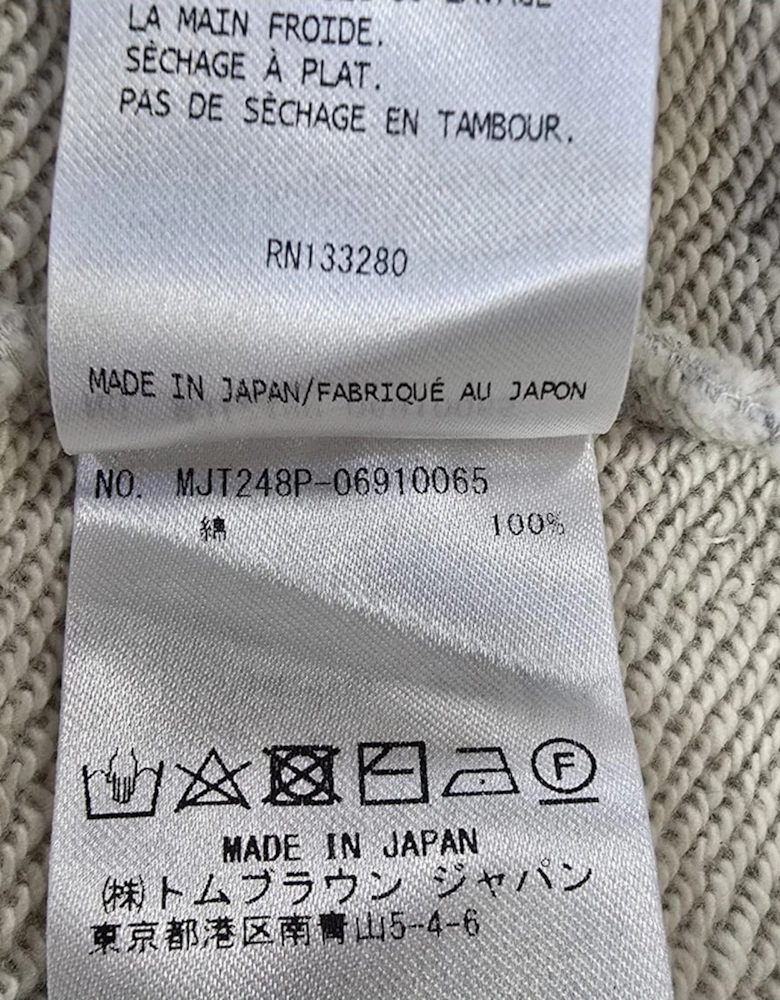 LAVAGE
LA MAIN FROIDE.
SÈCHAGE À PLAT.
PAS DE SÈCHAGE EN TAMBOUR.
RN133280
MADE IN JAPAN/FABRIQUÉ AU JAPON
NO. MJT248P-06910065
綿 100%
F
MADE IN JAPAN
(株)トムブラウン ジャパン
東京都港区南青山5-4-6